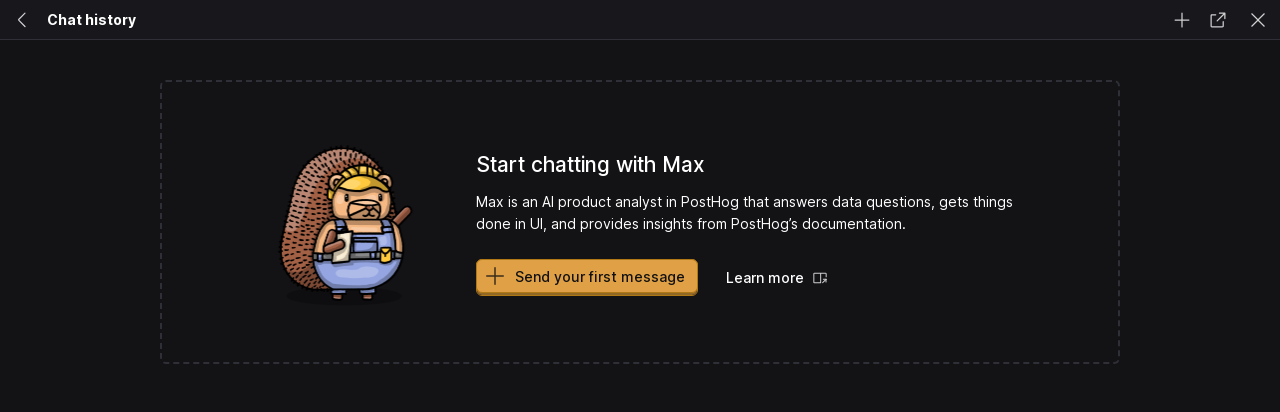 Chat history
Start chatting with Max
Max is an AI product analyst in PostHog that answers data questions, gets things
done in UI, and provides insights from PostHog’s documentation.
Send your first message
Learn more